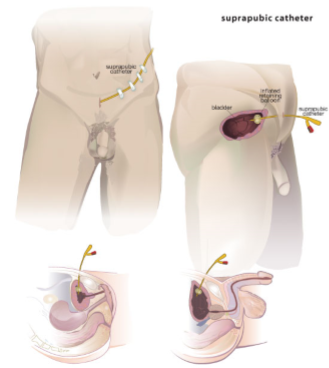 suprapubic catheter
suprapubic
catheter
inflated
retaining
balloon
bladder
suprapubic
catheter